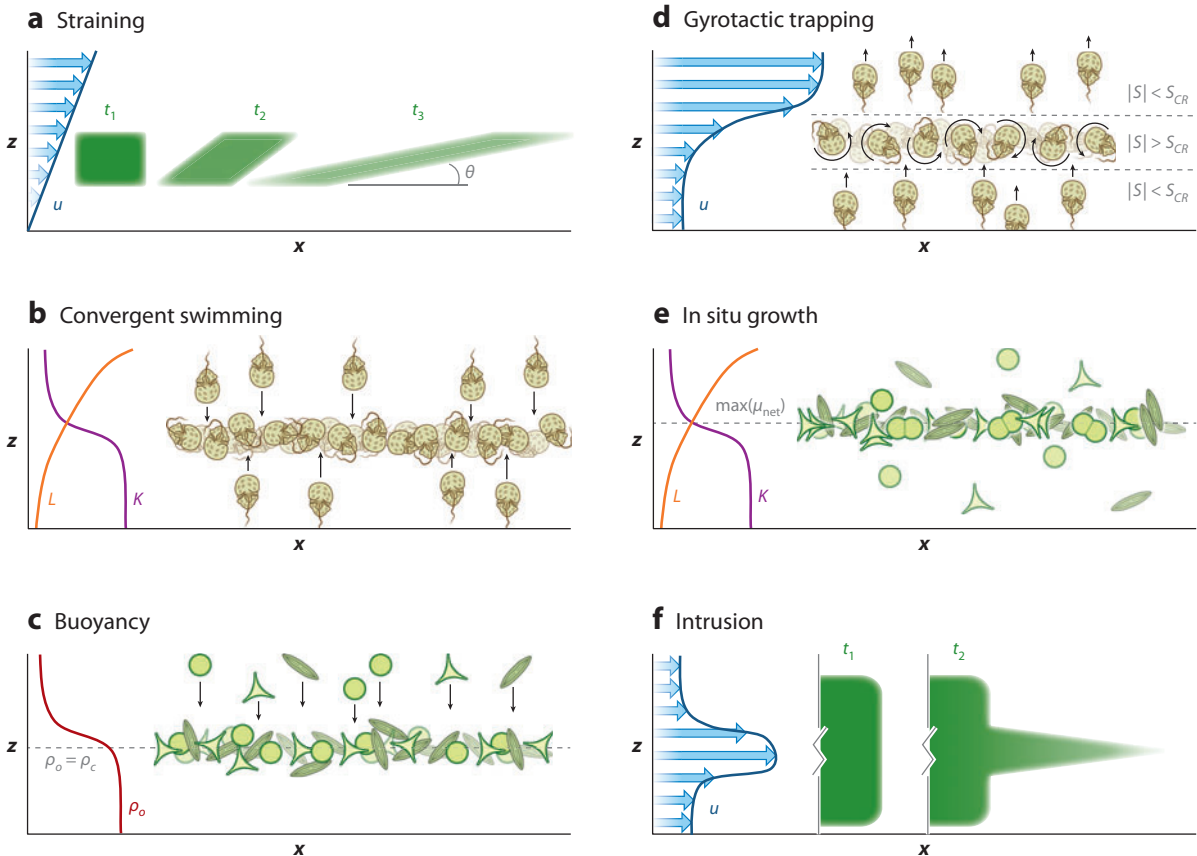 a Straining
t1
t2
t3
z
θ
u
x
b Convergent swimming
z
L
K
x
c Buoyancy
z
ρo = ρc
ρo
x
d Gyrotactic trapping
|S| < SCR
z
|S| > SCR
|S| < SCR
u
x
e In situ growth
max(μnet)
z
L
K
x
f Intrusion
t1
t2
z
u
x